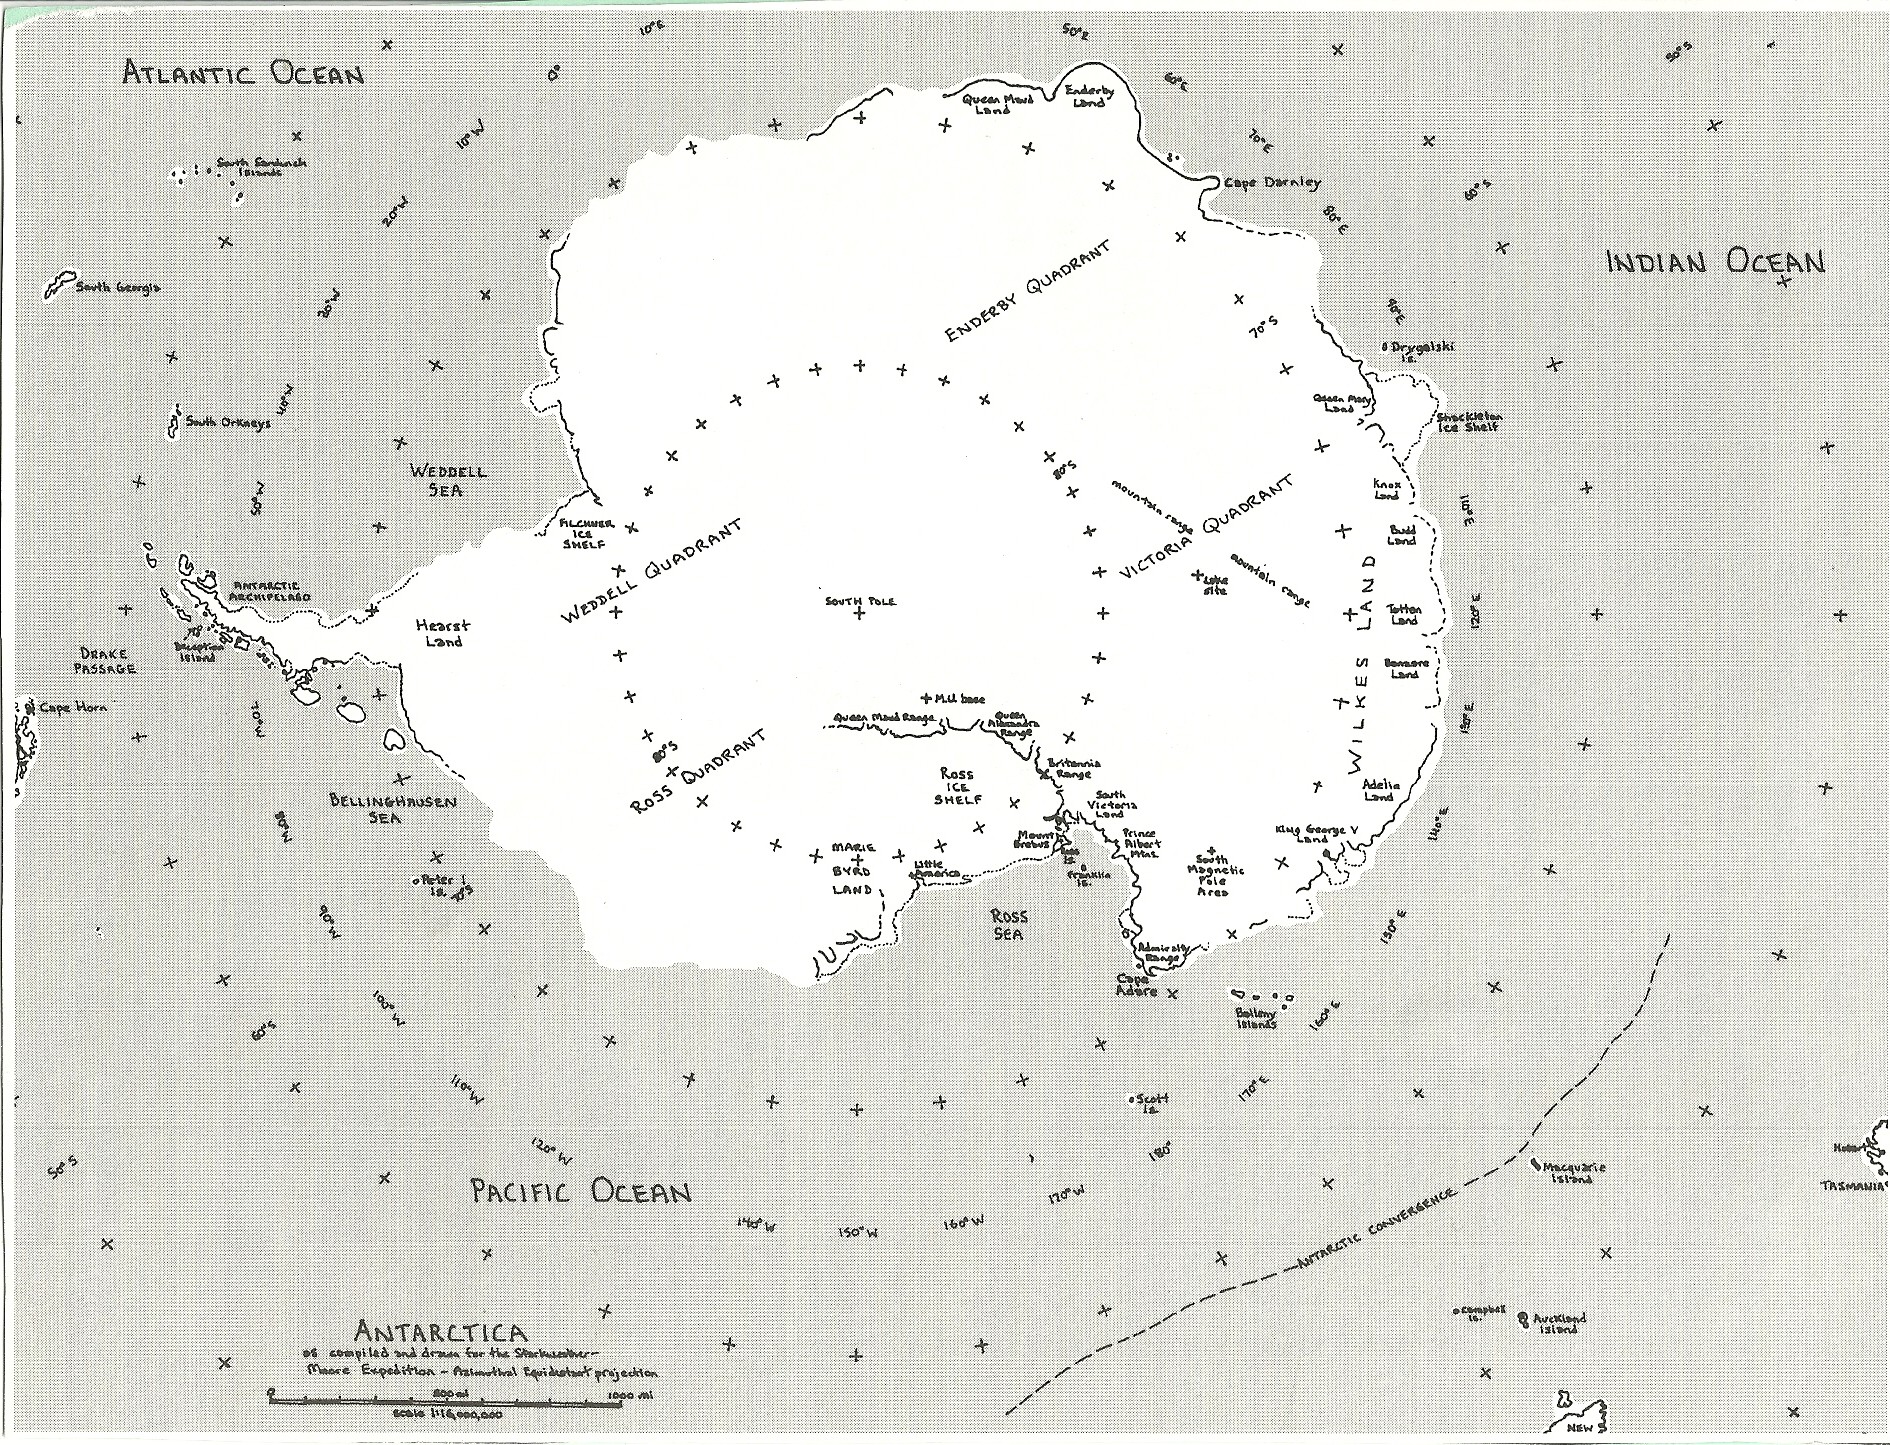 10°E
50°E
50°S
ATLANTIC OCEAN
0°
60°E
Queen Maud
Land
Enderby
Land
10°W
70°E
South Sandwich
Islands
Cape Darnley
60°S
20°W
80°E
ENDERBY QUADRANT
INDIAN OCEAN
South Georgia
30°W
90°E
70°S
Drygalski
Is.
40°W
Queen Mary
Land
South Orkneys
Shackleton
Ice Shelf
WEDDELL
SEA
80°S
mountain range
Knox
Land
50°W
110°E
FILCHNER
ICE
SHELF
WEDDELL QUADRANT
VICTORIA QUADRANT
Budd
Land
mountain range
Lake
site
ANTARCTIC
ARCHIPELAGO
SOUTH POLE
WILKES LAND
Totten
Land
120°E
Hearst
Land
Deception
Island
DRAKE
PASSAGE
Banzare
Land
Cape Horn
M.U. base
70°W
Queen Maud Range
Queen
Alexandra
Range
130°E
80°S
ROSS QUADRANT
Britannia
Range
ROSS
ICE
SHELF
Adelia
Land
BELLINGHAUSEN
SEA
South
Victoria
Land
80°W
140°E
Mount
Erebus
Ross
Is.
Prince
Albert
Mtns.
King George V
Land
MARIE
BYRD
LAND
Little
America
Franklin
Is.
South
Magnetic
Pole
Area
Peter I
Is.
70°S
90°W
ROSS
SEA
150°E
Admiralty
Range
Cape
Adare
100°W
Balleny
Islands
160°E
60°S
110°W
Scott
Is.
170°E
120°W
180°
Hobart
50°S
Macquarie
Island
TASMANIA
PACIFIC OCEAN
170°W
140°W
150°W
160°W
ANTARCTIC CONVERGENCE
Campbell
Is.
Auckland
Island
ANTARCTICA
as compiled and drawn for the Starkweather-
Moore Expedition - Azimuthal Equidistant projection
0 500 mi 1000 mi
scale 1:16,000,000
NEW